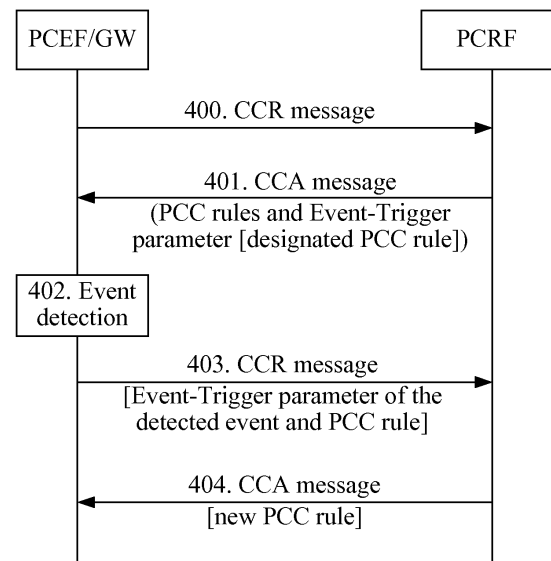 PCEF/GW
PCRF
400. CCR message
401. CCA message
(PCC rules and Event-Trigger
parameter [designated PCC rule])
402. Event
detection
403. CCR message
[Event-Trigger parameter of the
detected event and PCC rule]
404. CCA message
[new PCC rule]